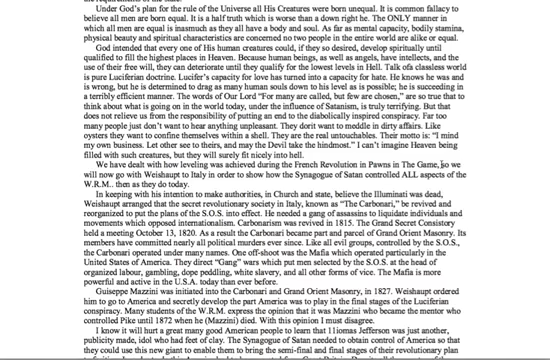 Under God's plan for the rule of the Universe all His Creatures were born unequal. It is common fallacy to
believe all men are born equal. It is a half truth which is worse than a down right he. The ONLY manner in
which all men are equal is inasmuch as they all have a body and soul. As far as mental capacity, bodily stamina,
physical beauty and spiritual characteristics are concerned no two people in the entire world are alike or equal.
God intended that every one of His human creatures could, if they so desired, develop spiritually until
qualified to fill the highest places in Heaven. Because human beings, as well as angels, have intellects, and the
use of their free will, they can deteriorate until they qualify for the lowest levels in Hell. Talk ofa classless world
is pure Luciferian doctrine. Lucifer's capacity for love has turned into a capacity for hate. He knows he was and
is wrong, but he is determined to drag as many human souls down to his level as is possible; he is succeeding in
a terribly efficient manner. The words of Our Lord "For many are called, but few are chosen," are so true that to
think about what is going on in the world today, under the influence of Satanism, is truly terrifying. But that
does not relieve us from the responsibility of putting an end to the diabolically inspired conspiracy. Far too
many people just don't want to hear anything unpleasant. They dorit want to meddle in dirty affairs. Like
oysters they want to confine themselves within a shell. They are the real untouchables. Their motto is: "I mind
my own business. Let other see to theirs, and may the Devil take the hindmost." I can't imagine Heaven being
filled with such creatures, but they will surely fit nicely into hell.
We have dealt with how leveling was achieved during the French Revolution in Pawns in The Game, so we
will now go with Weishaupt to Italy in order to show how the Synagogue of Satan controlled ALL aspects of the
W.R.M.. then as they do today.
In keeping with his intention to make authorities, in Church and state, believe the Illuminati was dead,
Weishaupt arranged that the secret revolutionary society in Italy, known as "The Carbonari," be revived and
reorganized to put the plans of the S.O.S. into effect. He needed a gang of assassins to liquidate individuals and
movements which opposed internationalism. Carbonarism was revived in 1815. The Grand Secret Consistory
held a meeting October 13, 1820. As a result the Carbonari became part and parcel of Grand Orient Masonry. Its
members have committed nearly all political murders ever since. Like all evil groups, controlled by the S.O.S.,
the Carbonari operated under many names. One off-shoot was the Mafia which operated particularly in the
United States of America. They direct "Gang" wars which put men selected by the S.O.S. at the head of
organized labour, gambling, dope peddling, white slavery, and all other forms of vice. The Mafia is more
powerful and active in the U.S.A. today than ever before.
Guiseppe Mazzini was initiated into the Carbonari and Grand Orient Masonry, in 1827. Weishaupt ordered
him to go to America and secretly develop the part America was to play in the final stages of the Luciferian
conspiracy. Many students of the W.R.M. express the opinion that it was Mazzini who became the mentor who
controlled Pike until 1872 when he (Mazzini) died. With this opinion I must disagree.
I know it will hurt a great many good American people to learn that 11iomas Jefferson was just another,
publicity made, idol who had feet of clay. The Synagogue of Satan needed to obtain control of America so that
they could use this new giant to enable them to bring the semi-final and final stages of their revolutionary plan